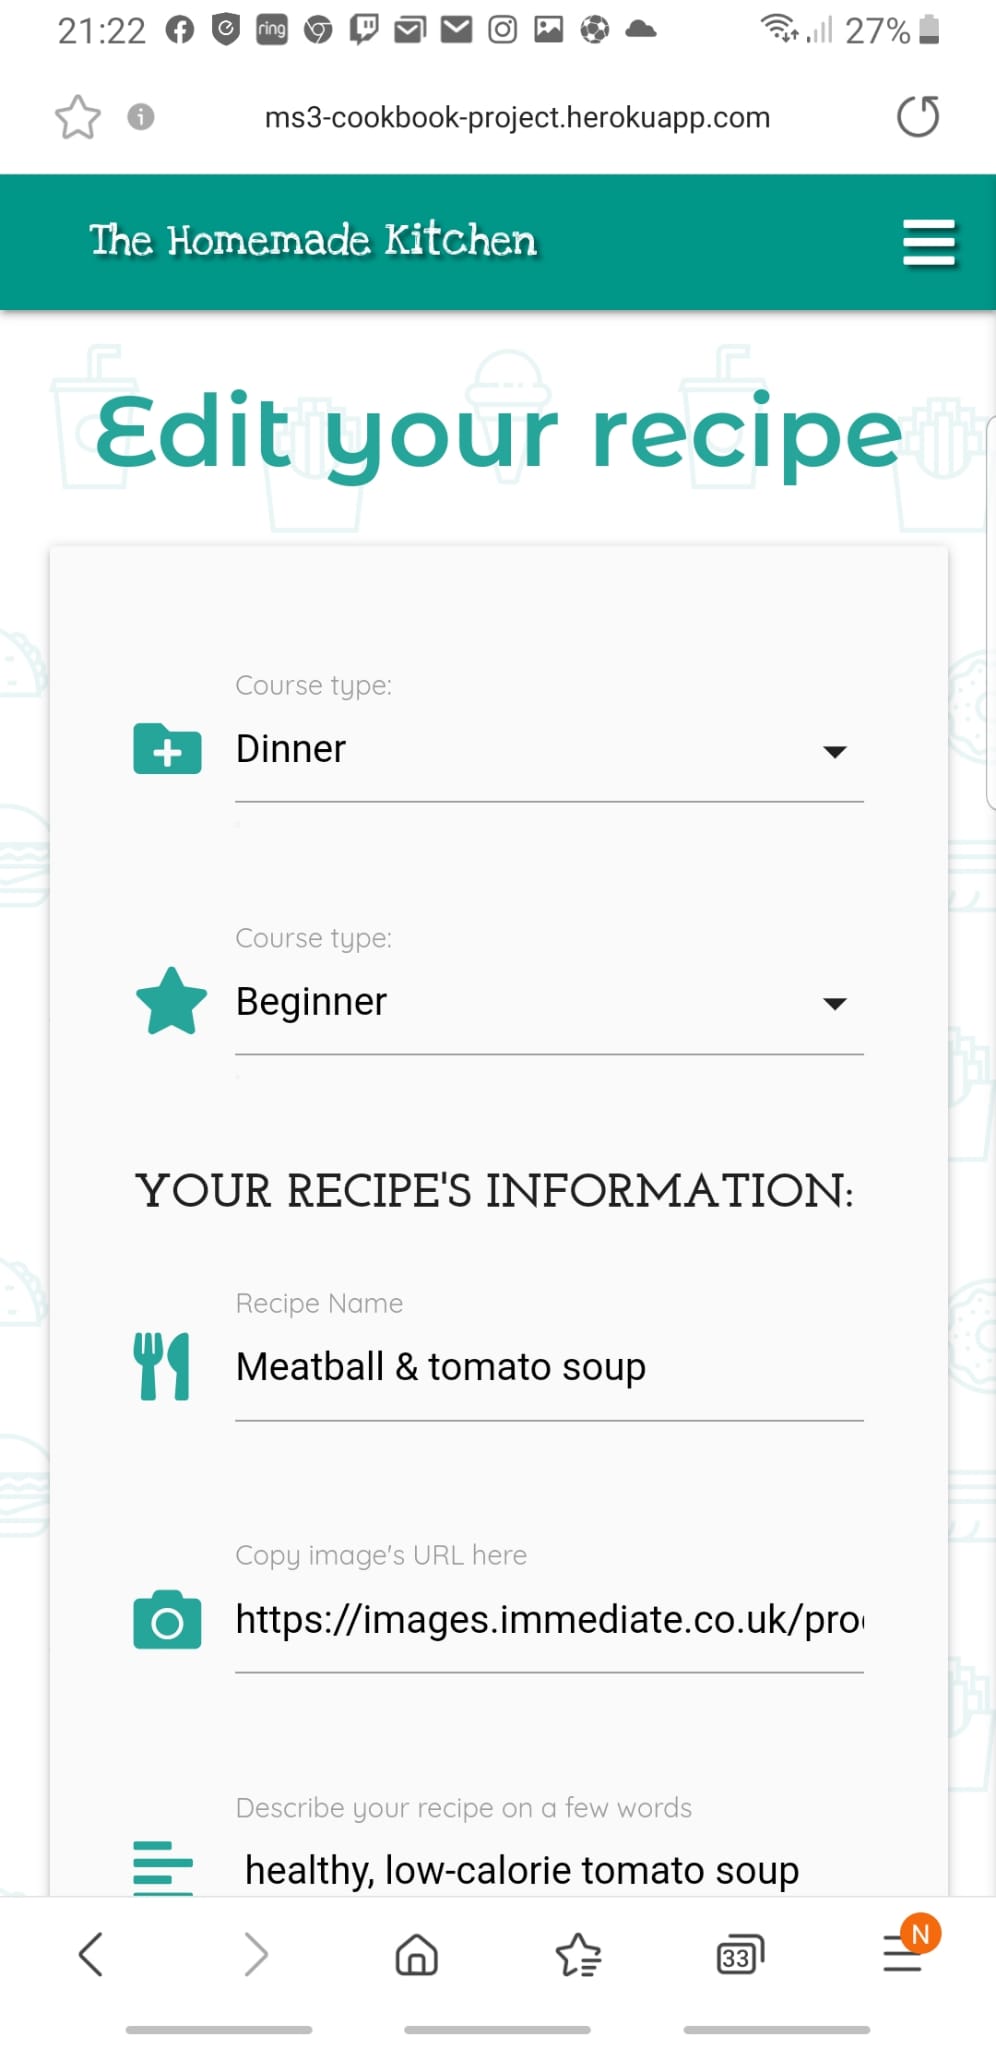 21:22 ring 27%
ms3-cookbook-project.herokuapp.com
The Homemade Kitchen
Edit your recipe
Course type:
Dinner
Course type:
Beginner
YOUR RECIPE'S INFORMATION:
Recipe Name
Meatball & tomato soup
Copy image's URL here
https://images.immediate.co.uk/pro
Describe your recipe on a few words
healthy, low-calorie tomato soup
33
N